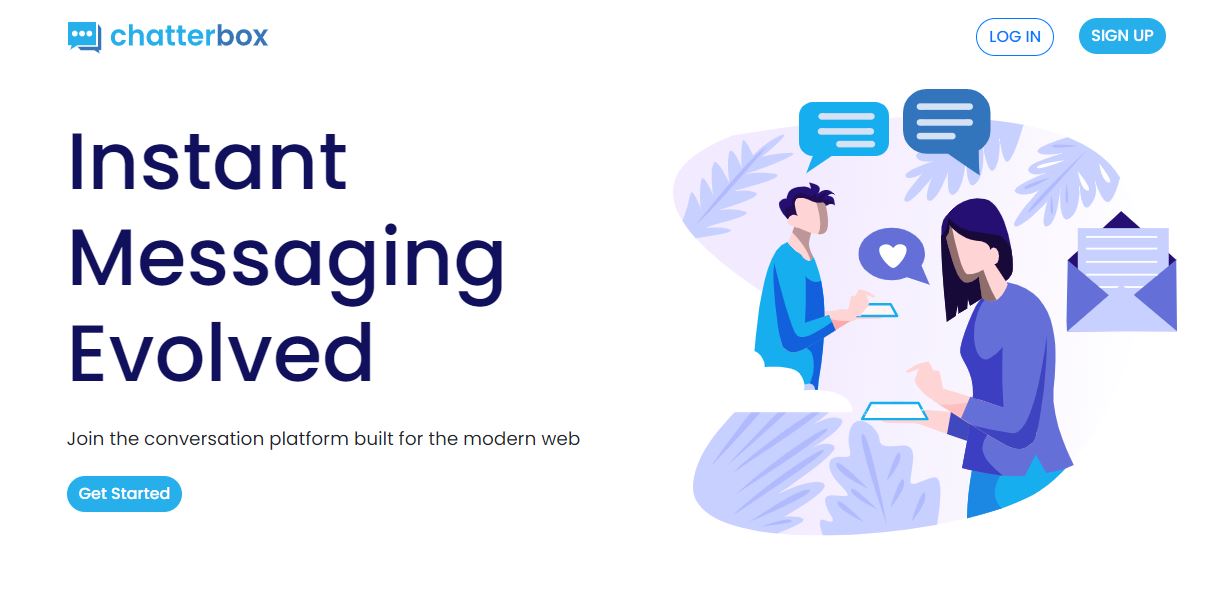 chatterbox
LOG IN
SIGN UP
Instant
Messaging
Evolved
Join the conversation platform built for the modern web
Get Started